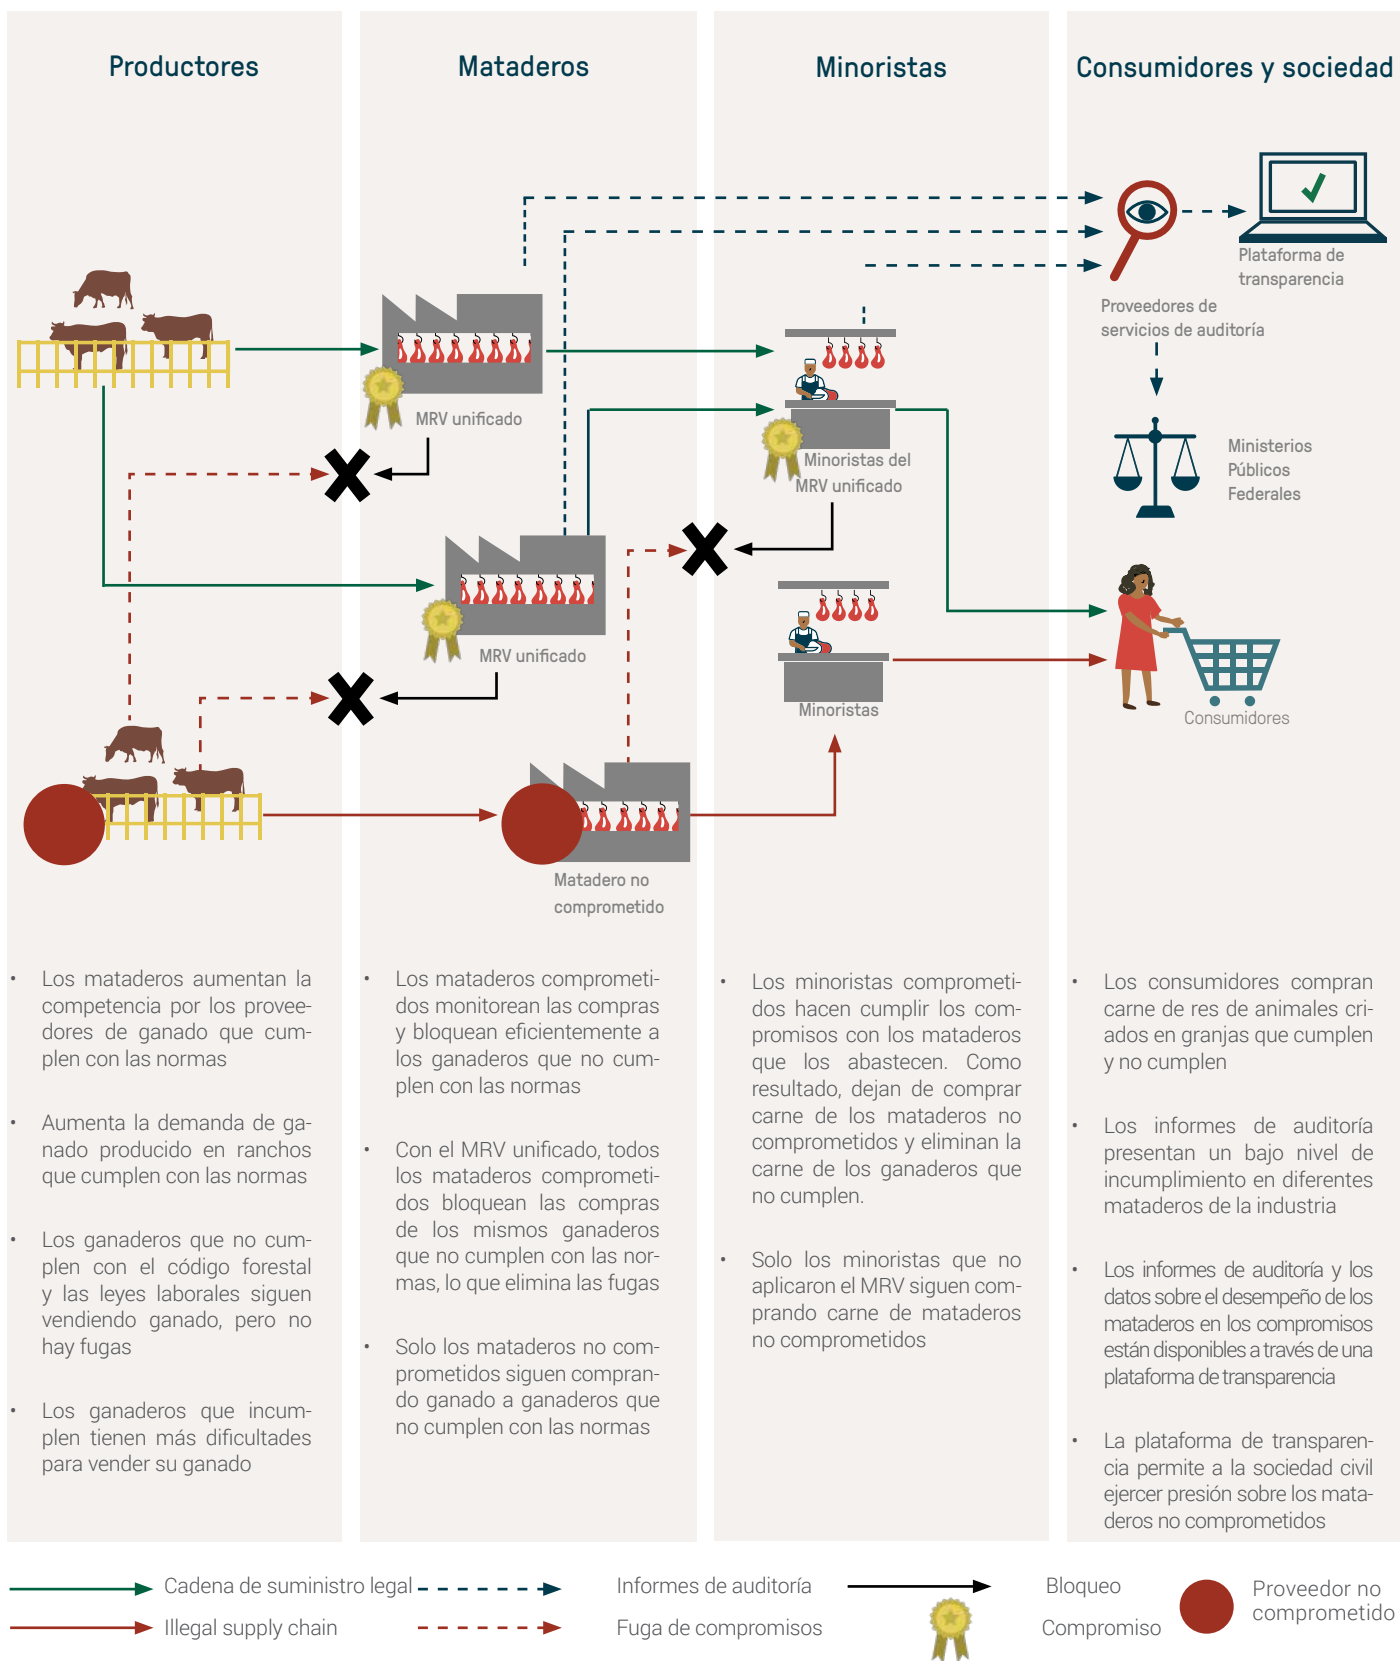 Productores
Mataderos
Minoristas
Consumidores y sociedad
Plataforma de
transparencia
Proveedores de
servicios de auditoría
MRV unificado
Minoristas del
MRV unificado
Ministerios
Públicos
Federales
MRV unificado
Minoristas
Consumidores
Matadero no
comprometido
• Los mataderos aumentan la
competencia por los provee-
dores de ganado que cum-
plen con las normas
• Aumenta la demanda de ga-
nado producido en ranchos
que cumplen con las normas
• Los ganaderos que no cum-
plen con el código forestal
y las leyes laborales siguen
vendiendo ganado, pero no
hay fugas
• Los ganaderos que incum-
plen tienen más dificultades
para vender su ganado
• Los mataderos comprometi-
dos monitorean las compras
y bloquean eficientemente a
los ganaderos que no cum-
plen con las normas
• Con el MRV unificado, todos
los mataderos comprometi-
dos bloquean las compras
de los mismos ganaderos
que no cumplen con las nor-
mas, lo que elimina las fugas
• Solo los mataderos no com-
prometidos siguen compran-
do ganado a ganaderos que
no cumplen con las normas
• Los minoristas comprometi-
dos hacen cumplir los com-
promisos con los mataderos
que los abastecen. Como
resultado, dejan de comprar
carne de los mataderos no
comprometidos y eliminan la
carne de los ganaderos que
no cumplen.
• Solo los minoristas que no
aplicaron el MRV siguen com-
prando carne de mataderos
no comprometidos
• Los consumidores compran
carne de res de animales cri-
ados en granjas que cumplen
y no cumplen
• Los informes de auditoría
presentan un bajo nivel de
incumplimiento en diferentes
mataderos de la industria
• Los informes de auditoría y los
datos sobre el desempeño de los
mataderos en los compromisos
están disponibles a través de una
plataforma de transparencia
• La plataforma de transparen-
cia permite a la sociedad civil
ejercer presión sobre los mata-
deros no comprometidos
Cadena de suministro legal
Informes de auditoría
Bloqueo
Proveedor no
comprometido
Illegal supply chain
Fuga de compromisos
Compromiso